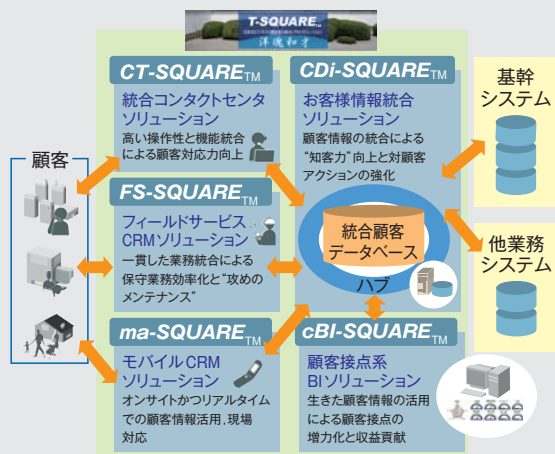 T-SQUARE TM
洋魂和才
CT-SQUARE TM
統合コンタクトセンタ
ソリューション
高い操作性と機能統合
による顧客対応力向上
CDi-SQUARE TM
お客様情報統合
ソリューション
顧客情報の統合による
“知客力”向上と対顧客
アクションの強化
基幹
システム
顧客
FS-SQUARE TM
フィールドサービス
CRMソリューション
一貫した業務統合による
保守業務効率化と“攻めの
メンテナンス”
統合顧客
データベース
ハブ
他業務
システム
ma-SQUARE TM
モバイルCRM
ソリューション
オンサイトかつリアルタイム
での顧客情報活用,現場
対応
cBI-SQUARE TM
顧客接点系
BIソリューション
生きた顧客情報の活用
による顧客接点の
増力化と収益貢献